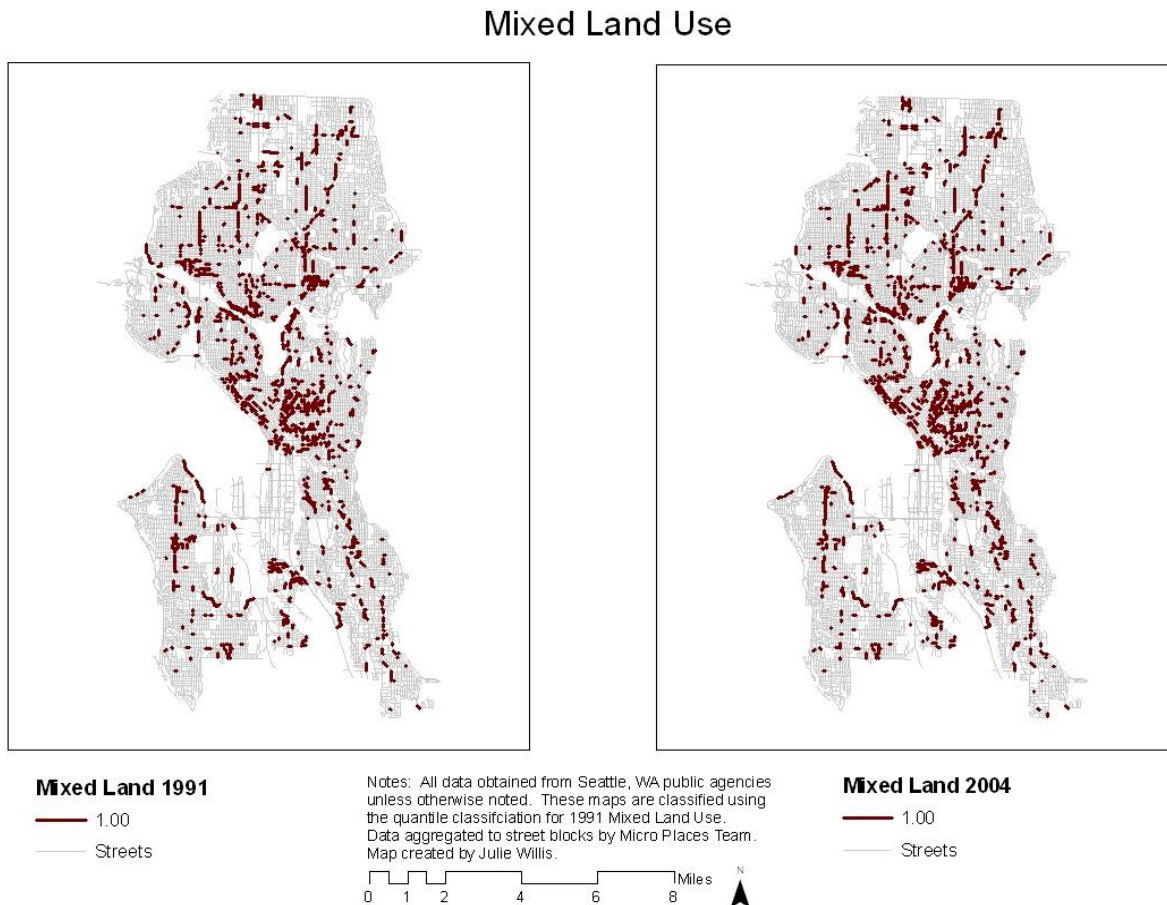 Mixed Land Use
Mixed Land 1991
1.00
Streets
Notes: All data obtained from Seattle, WA public agencies
unless otherwise noted. These maps are classified using
the quantile classifciation for 1991 Mixed Land Use.
Data aggregated to street blocks by Micro Places Team.
Map created by Julie Willis.
Miles
0 1 2 4 6 8
N
Mixed Land 2004
1.00
Streets